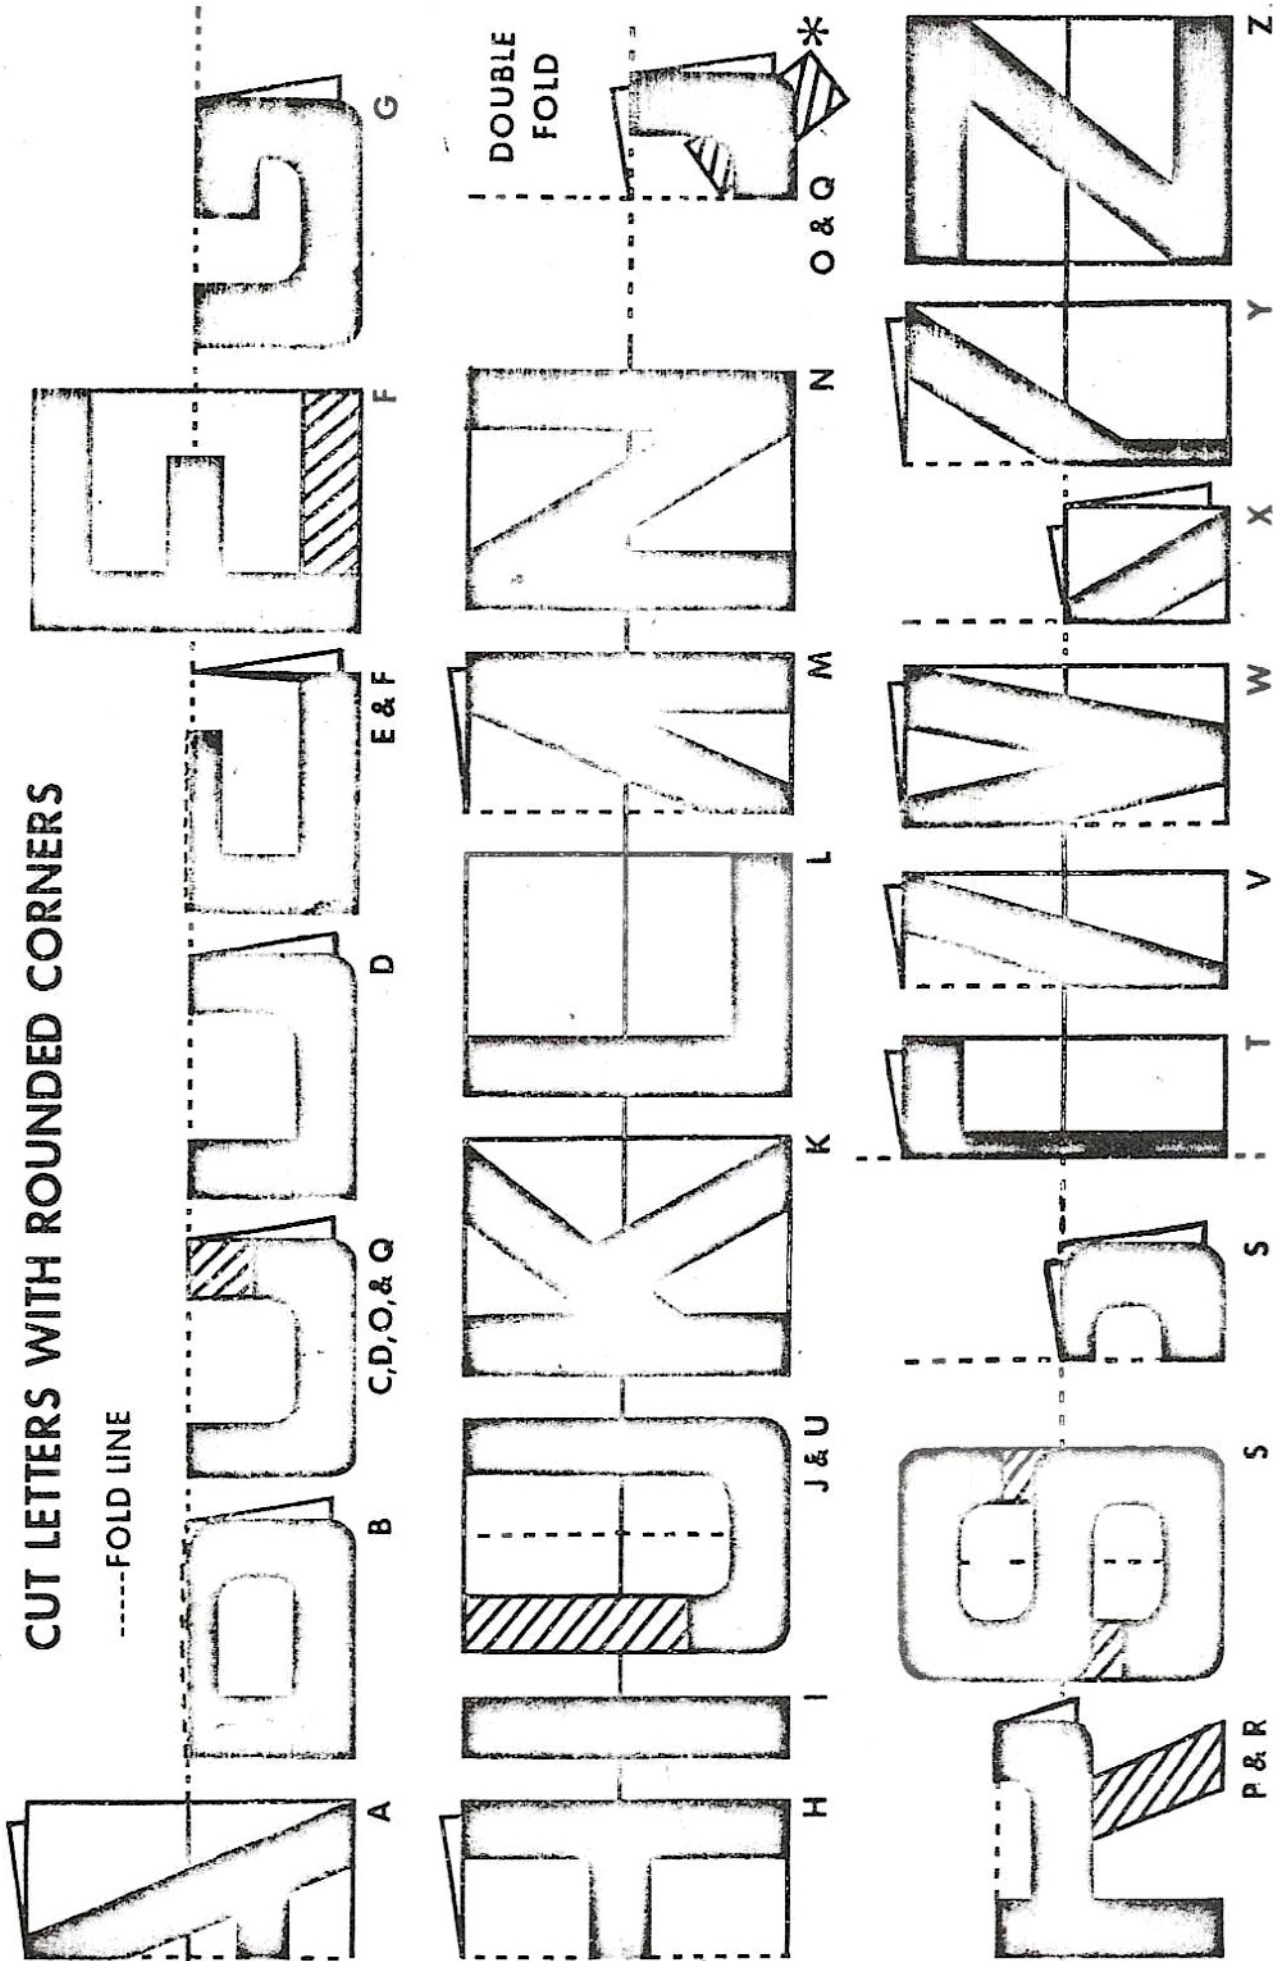 CUT LETTERS WITH ROUNDED CORNERS
-----FOLD LINE
A B C,D,O,& Q D E & F F G
DOUBLE
FOLD
*
H I J & U K L M N O & Q
P & R S S T V W X Y Z